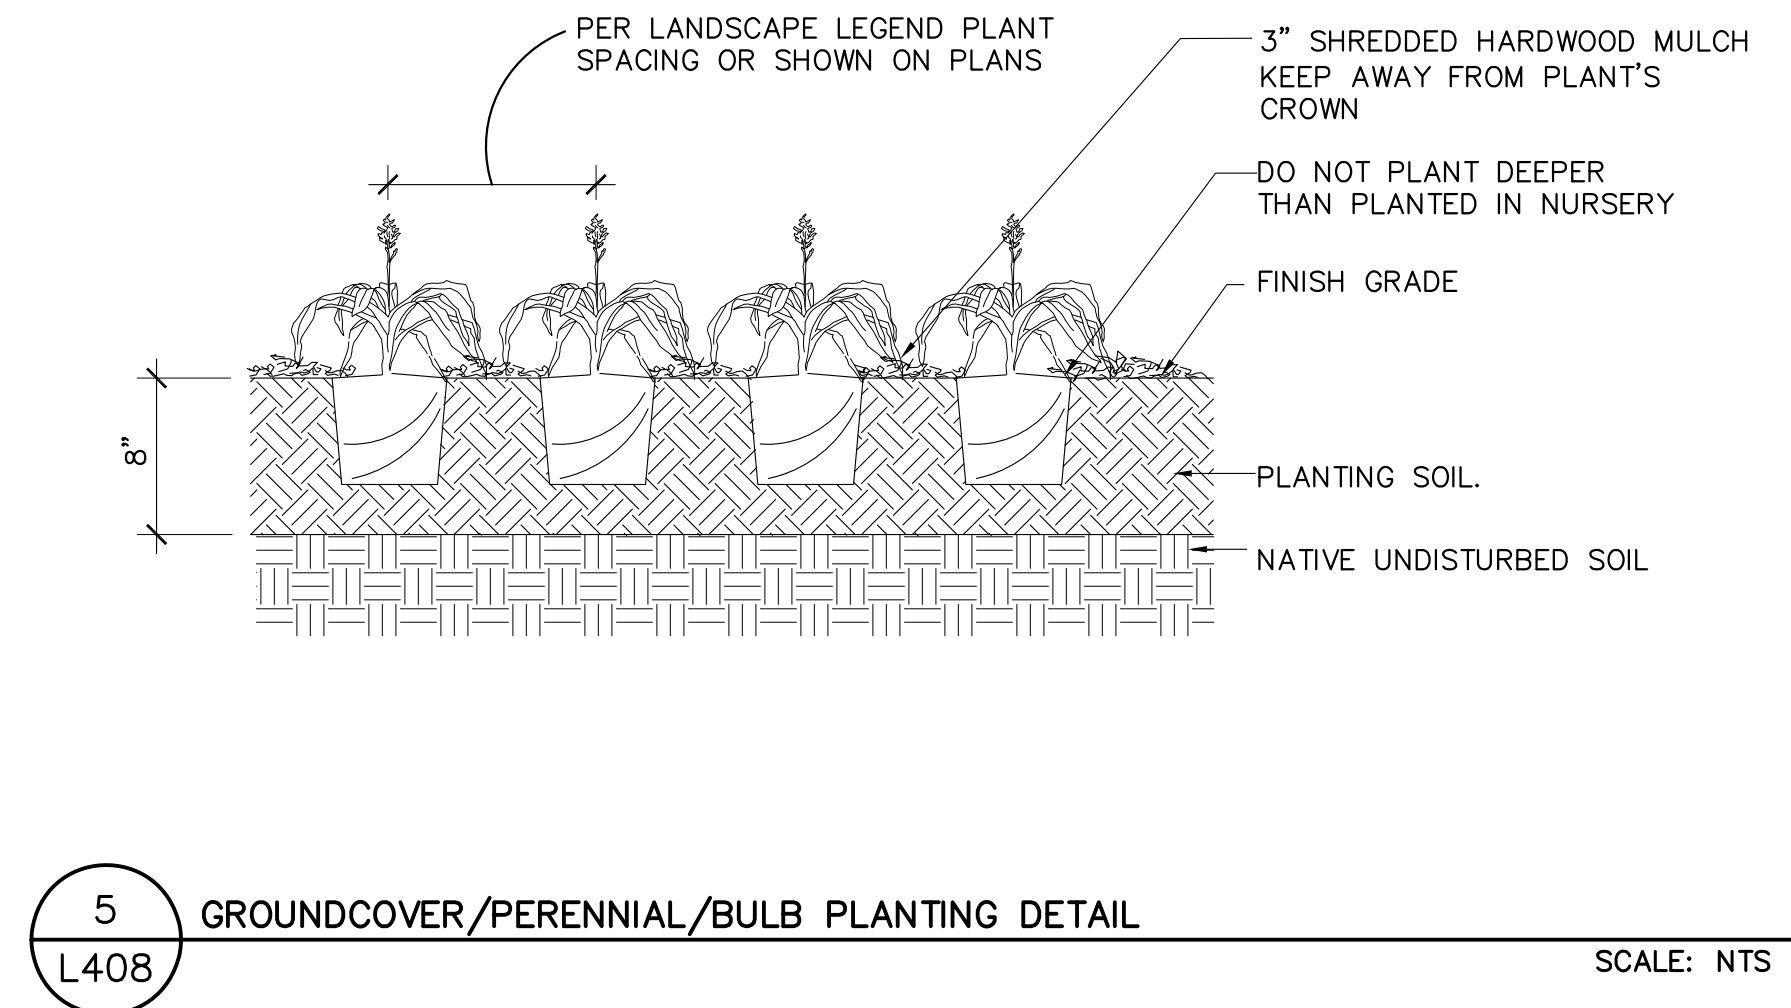 PER LANDSCAPE LEGEND PLANT
SPACING OR SHOWN ON PLANS
3" SHREDDED HARDWOOD MULCH
KEEP AWAY FROM PLANT'S
CROWN
DO NOT PLANT DEEPER
THAN PLANTED IN NURSERY
FINISH GRADE
8"
PLANTING SOIL.
NATIVE UNDISTURBED SOIL
5
L408
GROUNDCOVER/PERENNIAL/BULB PLANTING DETAIL
SCALE: NTS